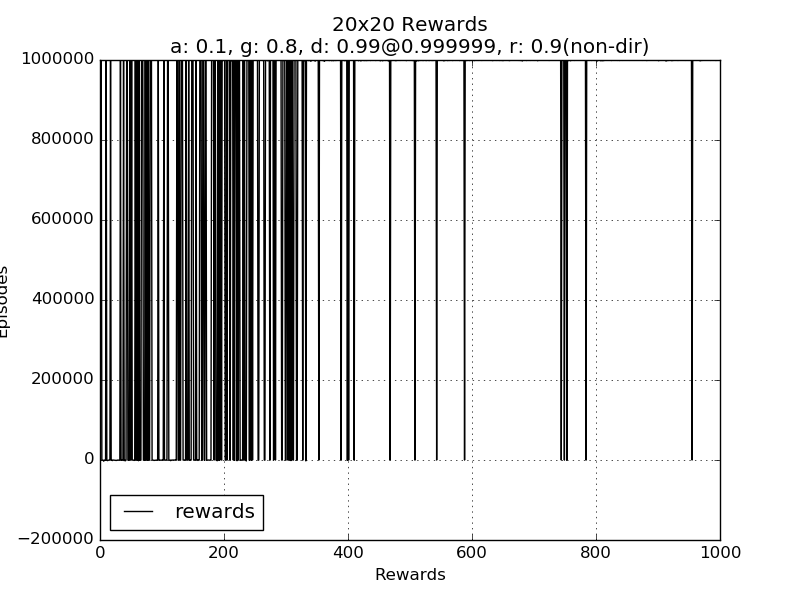 20x20 Rewards
a: 0.1, g: 0.8, d: 0.99@0.999999, r: 0.9(non-dir)
1000000
800000
600000
400000
200000
0
−200000
Episodes
rewards
0 200 400 600 800 1000
Rewards